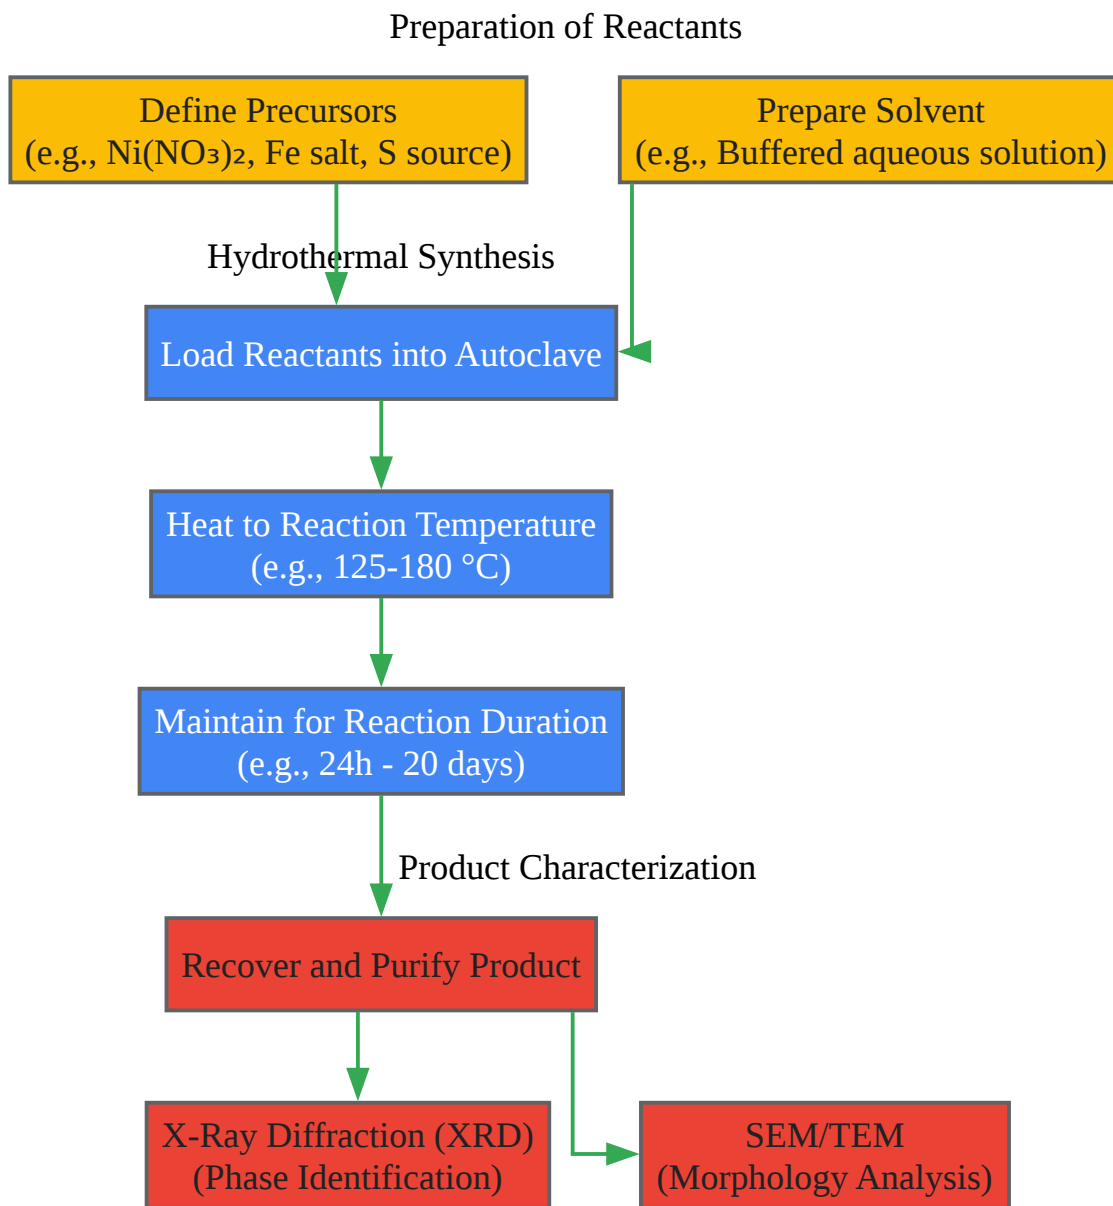 Preparation of Reactants
Define Precursors
(e.g., Ni(NO₃)₂, Fe salt, S source)
Prepare Solvent
(e.g., Buffered aqueous solution)
Hydrothermal Synthesis
Load Reactants into Autoclave
Heat to Reaction Temperature
(e.g., 125-180 °C)
Maintain for Reaction Duration
(e.g., 24h - 20 days)
Product Characterization
Recover and Purify Product
X-Ray Diffraction (XRD)
(Phase Identification)
SEM/TEM
(Morphology Analysis)